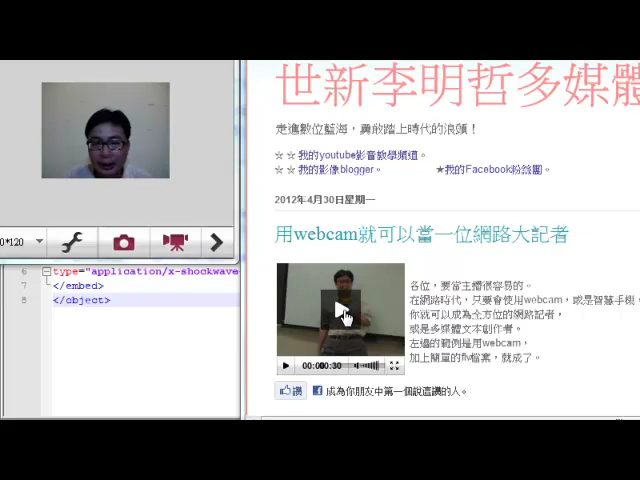 世新李明哲多媒體
走進數位藍海，勇敢踏上時代的浪頭！
☆ ☆ 我的youtube影音教學頻道。
☆ ☆ 我的影像blogger。 ★我的Facebook粉絲團。
2012年4月30日星期一
用webcam就可以當一位網路大記者
各位，要當主播很容易的。
在網路時代，只要會使用webcam，或是智慧手機，
你就可以成為全方位的網路記者，
或是多媒體文本創作者。
左邊的範例是用webcam，
加上簡單的flv檔案，就成了。
00:00
00:30
讚 成為你朋友中第一個說這讚的人。
0*120
6 type="application/x-shockwave
7 </embed>
8 </object>